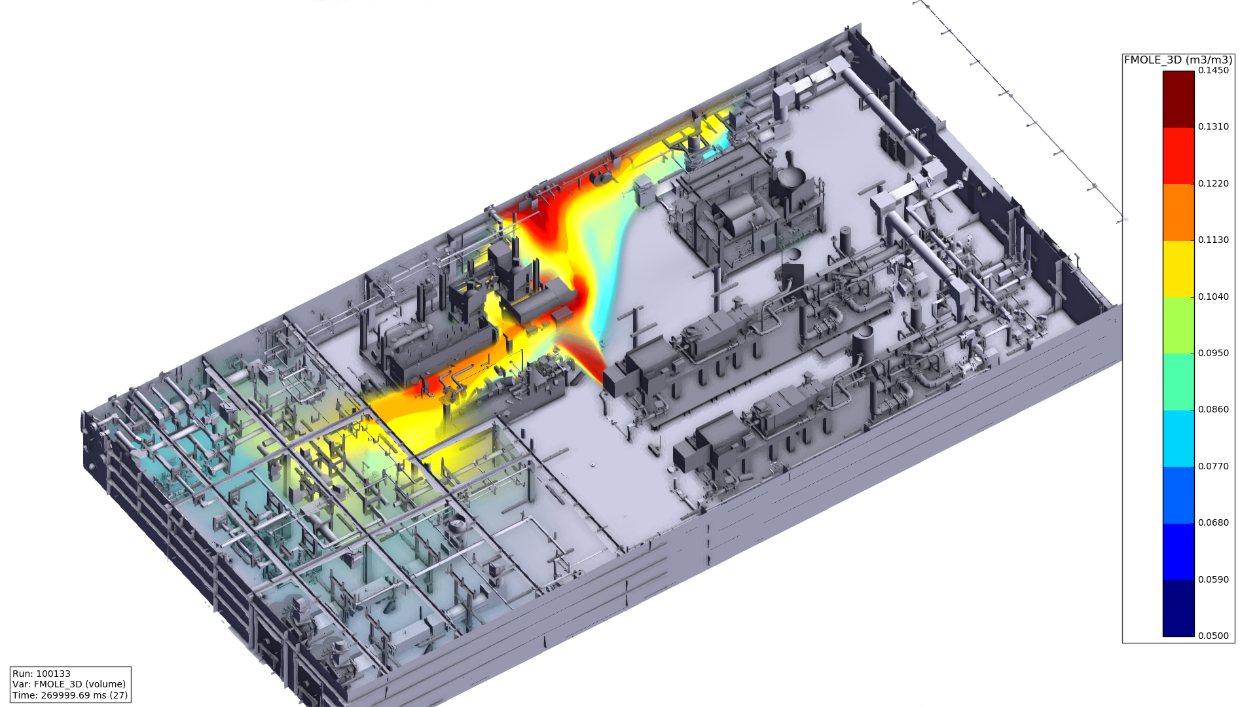 FMOLE_3D (m3/m3)
0.1450
0.1310
0.1220
0.1130
0.1040
0.0950
0.0860
0.0770
0.0680
0.0590
0.0500
Run: 100133
Var: FMOLE_3D (volume)
Time: 269999.69 ms (27)